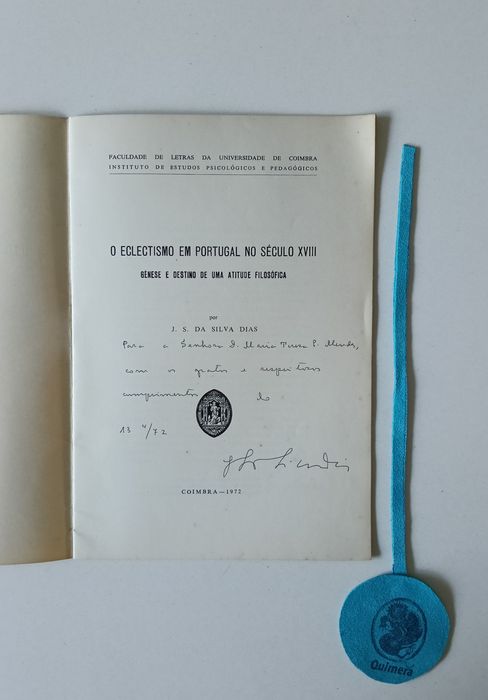 FACULDADE DE LETRAS DA UNIVERSIDADE DE COIMBRA
INSTITUTO DE ESTUDOS PSICOLÓGICOS E PEDAGÓGICOS
O ECLECTISMO EM PORTUGAL NO SÉCULO XVIII
GÉNESE E DESTINO DE UMA ATITUDE FILOSÓFICA
por
J. S. DA SILVA DIAS
Para a Senhora D. Maria Teresa P. Mendes,
com os gratos e respeitosos
cumprimentos do
13 4/72
COIMBRA — 1972
Quimera